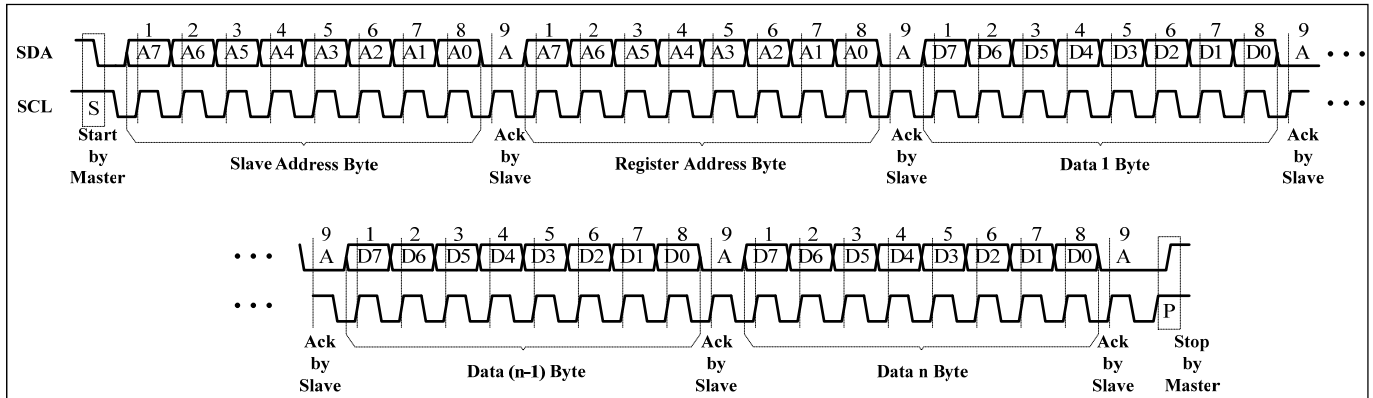 1 2 3 4 5 6 7 8 9 1 2 3 4 5 6 7 8 9 1 2 3 4 5 6 7 8 9
SDA A7 A6 A5 A4 A3 A2 A1 A0 A A7 A6 A5 A4 A3 A2 A1 A0 A D7 D6 D5 D4 D3 D2 D1 D0 A
SCL S
Start by Master
Slave Address Byte
Ack by Slave
Register Address Byte
Ack by Slave
Data 1 Byte
Ack by Slave
9 1 2 3 4 5 6 7 8 9 1 2 3 4 5 6 7 8 9
A D7 D6 D5 D4 D3 D2 D1 D0 A D7 D6 D5 D4 D3 D2 D1 D0 A
P
Ack by Slave
Data (n-1) Byte
Ack by Slave
Data n Byte
Ack by Slave
Stop by Master